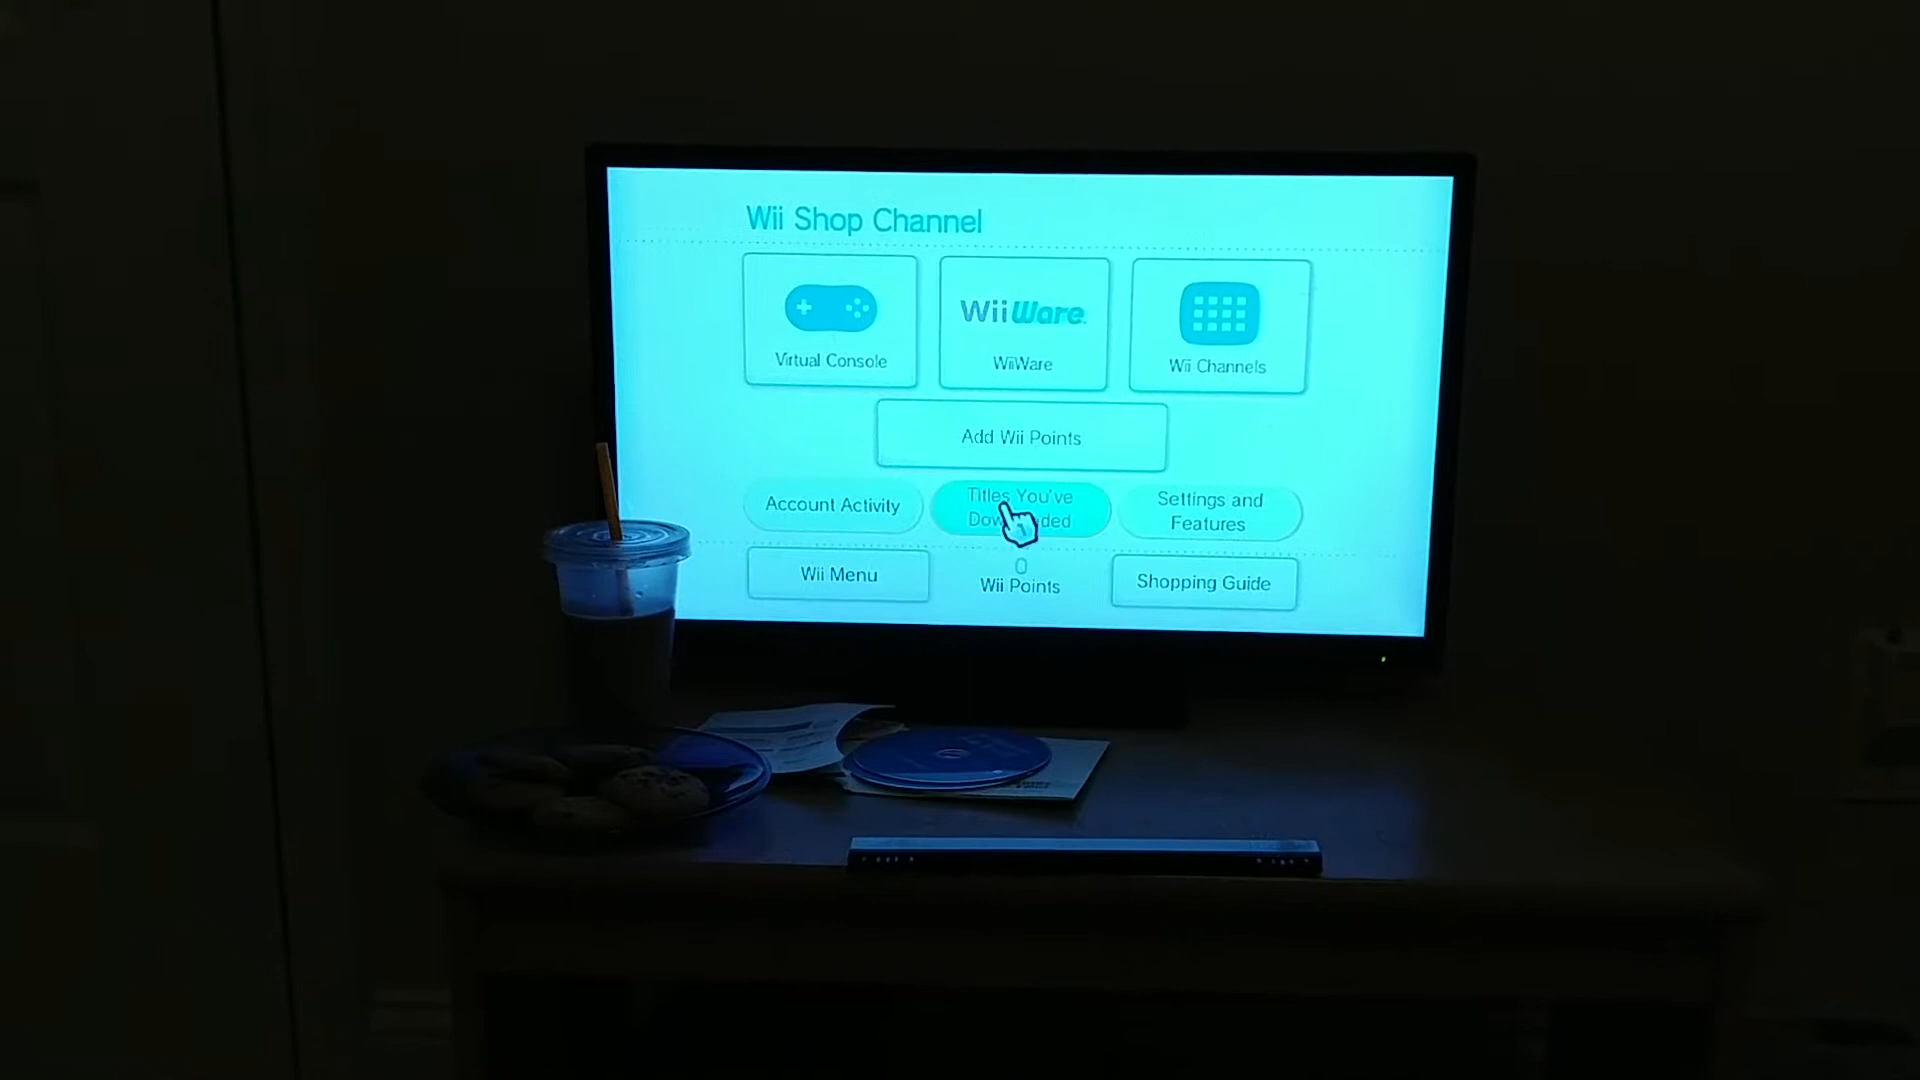 Wii Shop Channel
WiiWare
Virtual Console
WiiWare
Wii Channels
Add Wii Points
Account Activity
Titles You've
Settings and
Features
0
Wii Points
Wii Menu
Shopping Guide